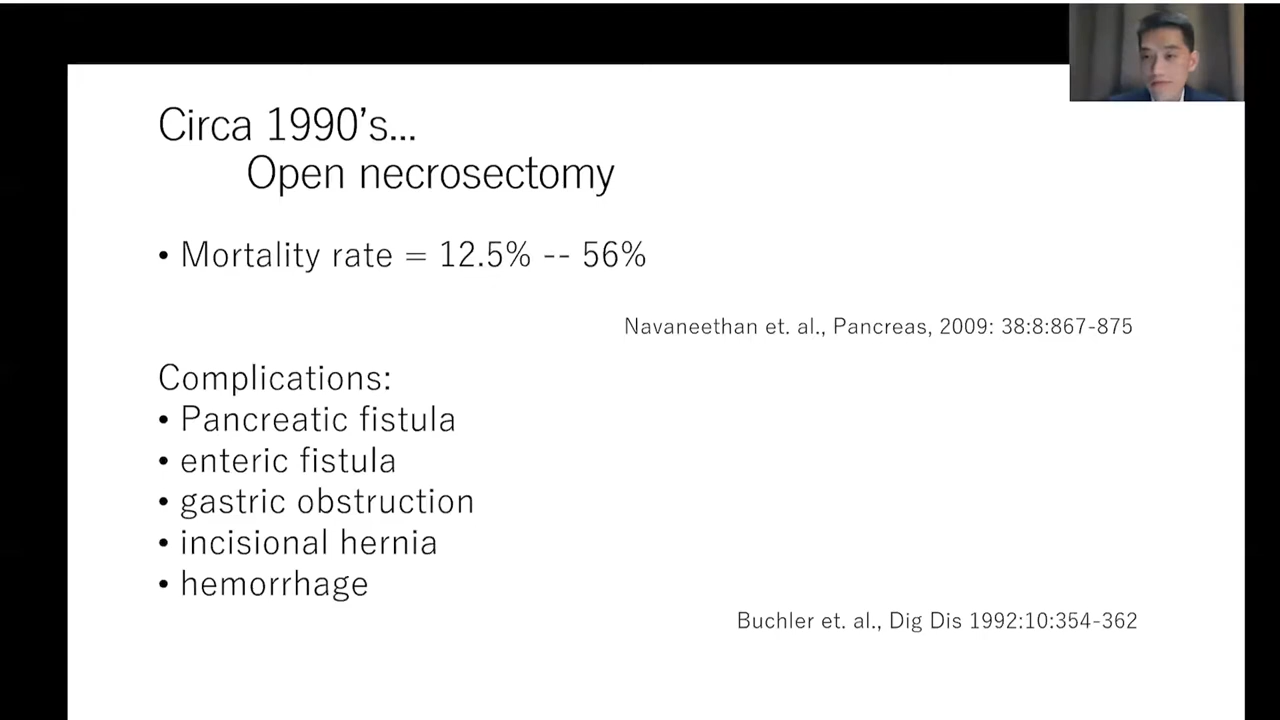 Circa 1990's...
Open necrosectomy
• Mortality rate = 12.5% -- 56%
Navaneethan et. al., Pancreas, 2009: 38:8:867-875
Complications:
• Pancreatic fistula
• enteric fistula
• gastric obstruction
• incisional hernia
• hemorrhage
Buchler et. al., Dig Dis 1992:10:354-362